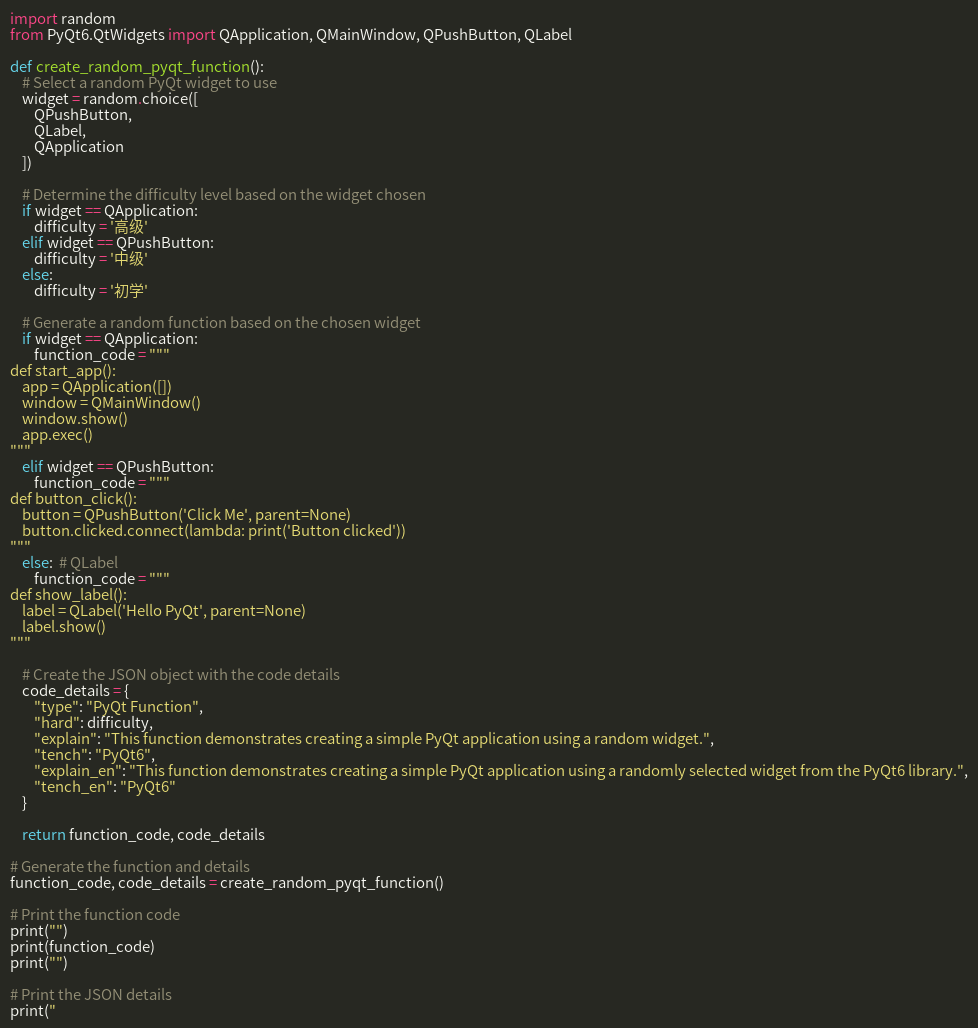 import random
from PyQt6.QtWidgets import QApplication, QMainWindow, QPushButton, QLabel

def create_random_pyqt_function():
    # Select a random PyQt widget to use
    widget = random.choice([
        QPushButton,
        QLabel,
        QApplication
    ])

    # Determine the difficulty level based on the widget chosen
    if widget == QApplication:
        difficulty = '高级'
    elif widget == QPushButton:
        difficulty = '中级'
    else:
        difficulty = '初学'

    # Generate a random function based on the chosen widget
    if widget == QApplication:
        function_code = """
def start_app():
    app = QApplication([])
    window = QMainWindow()
    window.show()
    app.exec()
"""
    elif widget == QPushButton:
        function_code = """
def button_click():
    button = QPushButton('Click Me', parent=None)
    button.clicked.connect(lambda: print('Button clicked'))
"""
    else:  # QLabel
        function_code = """
def show_label():
    label = QLabel('Hello PyQt', parent=None)
    label.show()
"""

    # Create the JSON object with the code details
    code_details = {
        "type": "PyQt Function",
        "hard": difficulty,
        "explain": "This function demonstrates creating a simple PyQt application using a random widget.",
        "tench": "PyQt6",
        "explain_en": "This function demonstrates creating a simple PyQt application using a randomly selected widget from the PyQt6 library.",
        "tench_en": "PyQt6"
    }

    return function_code, code_details

# Generate the function and details
function_code, code_details = create_random_pyqt_function()

# Print the function code
print("")
print(function_code)
print("")

# Print the JSON details
print("